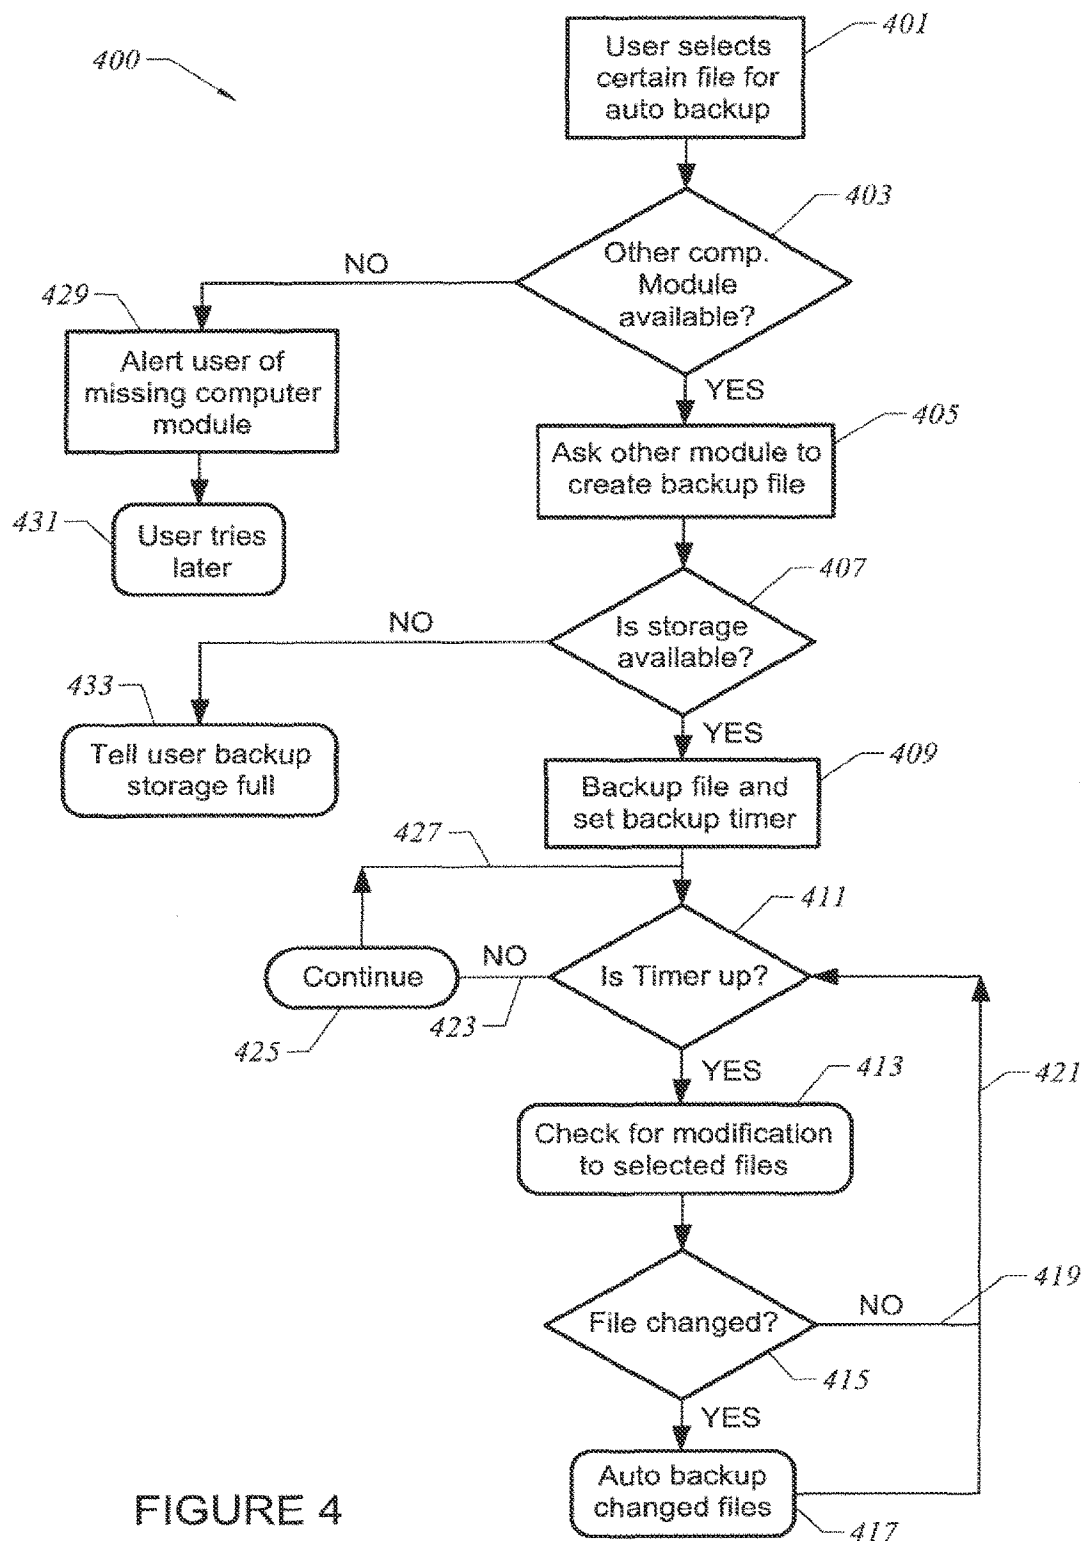 400
401
User selects
certain file for
auto backup
403
Other comp.
Module
available?
NO
429
Alert user of
missing computer
module
YES
405
Ask other module to
create backup file
431
User tries
later
407
Is storage
available?
NO
433
Tell user backup
storage full
YES
409
Backup file and
set backup timer
427
411
Is Timer up?
NO
Continue
423
425
YES
413
421
Check for modification
to selected files
419
File changed?
NO
415
YES
Auto backup
changed files
417
FIGURE 4